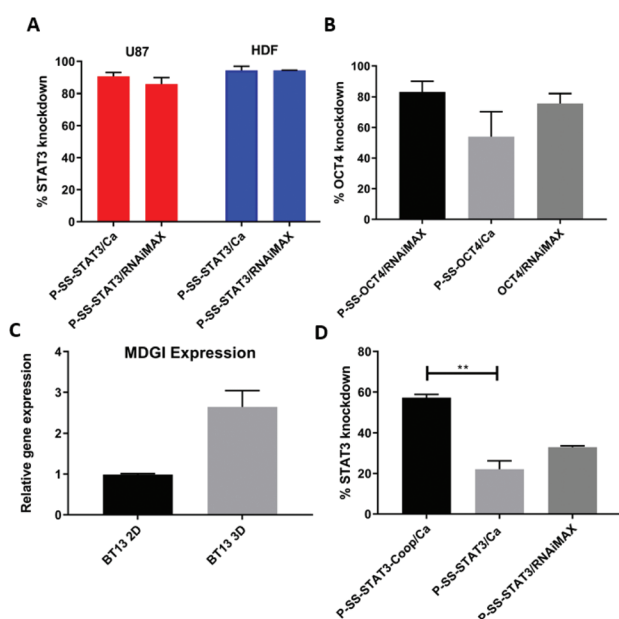 A
U87
HDF
% STAT3 knockdown
100
80
60
40
20
0
P-SS-STAT3/Ca
P-SS-STAT3/RNAiMAX
P-SS-STAT3/Ca
P-SS-STAT3/RNAiMAX
B
% OCT4 knockdown
100
80
60
40
20
0
P-SS-OCT4/RNAiMAX
P-SS-OCT4/Ca
OCT4/RNAiMAX
C
MDGI Expression
Relative gene expression
4
3
2
1
0
BT13 2D
BT13 3D
D
% STAT3 knockdown
80
60
40
20
0
**
P-SS-STAT3-Coop/Ca
P-SS-STAT3/Ca
P-SS-STAT3/RNAiMAX